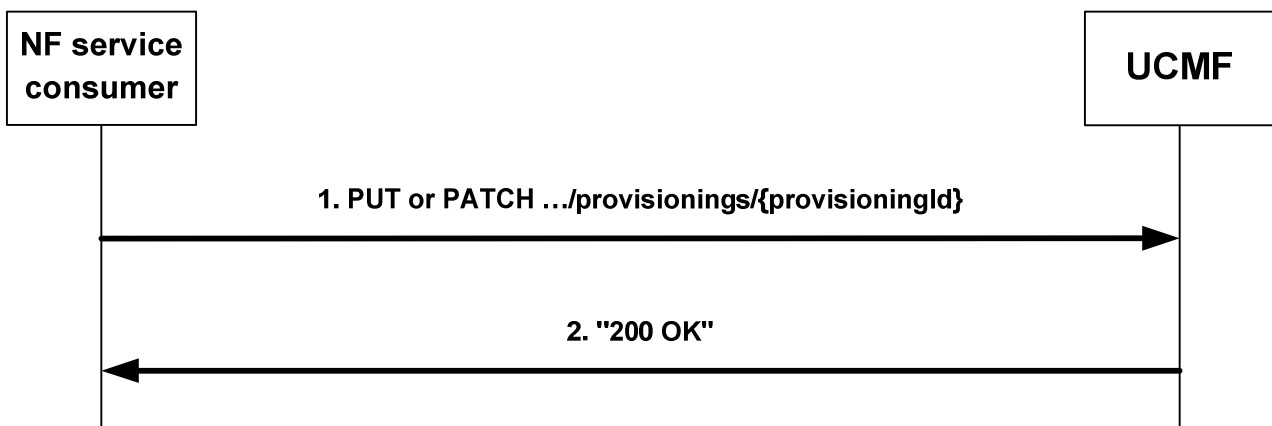 NF service
consumer
UCMF
1. PUT or PATCH …/provisionings/{provisioningId}
2. "200 OK"